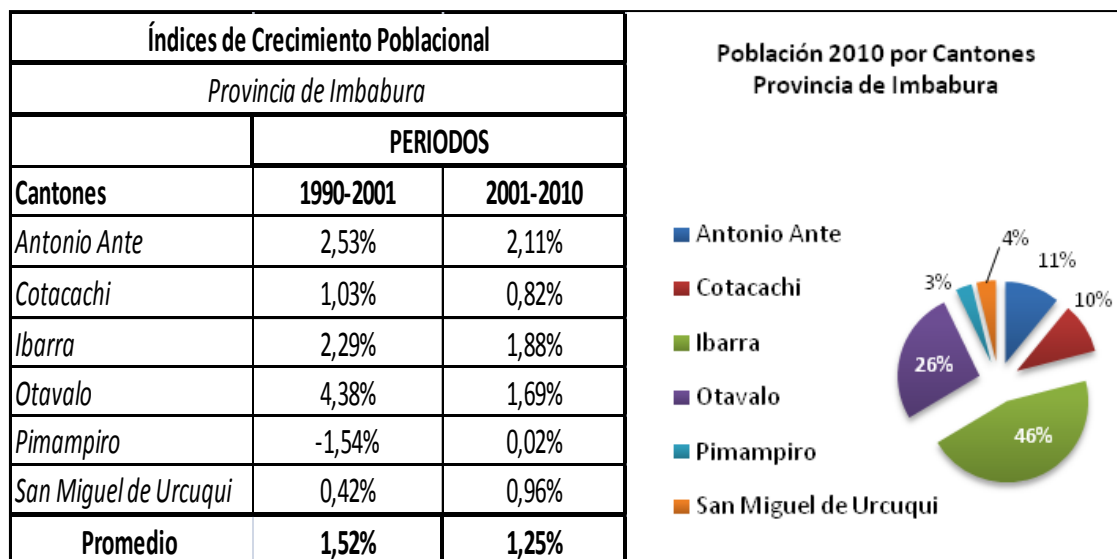 Índices de Crecimiento Poblacional
Provincia de Imbabura
PERIODOS
Cantones 1990-2001 2001-2010
Antonio Ante 2,53% 2,11%
Cotacachi 1,03% 0,82%
Ibarra 2,29% 1,88%
Otavalo 4,38% 1,69%
Pimampiro -1,54% 0,02%
San Miguel de Urcuqui 0,42% 0,96%
Promedio 1,52% 1,25%
Población 2010 por Cantones
Provincia de Imbabura
Antonio Ante
Cotacachi
Ibarra
Otavalo
Pimampiro
San Miguel de Urcuqui
4%
11%
3%
10%
26%
46%